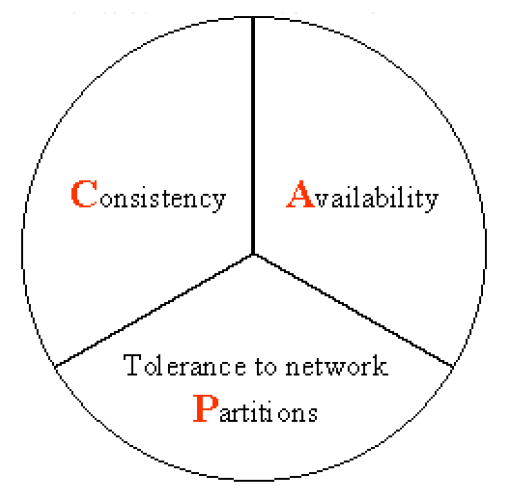 Consistency
Availability
Tolerance to network
Partitions